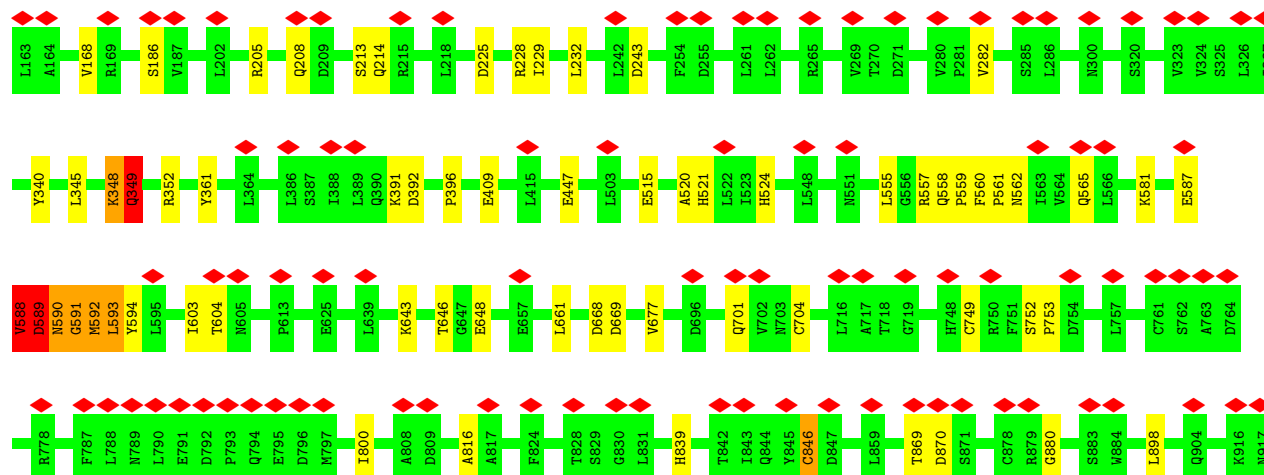 L163 A164 V168 R169 S186 V187 L202 R205 Q208 D209 S213 Q214 R215 L218 D225 R228 I229 L232 L242 D243 F254 D255 L261 L262 R265 V269 T270 D271 V280 P281 V282 S285 L286 N300 S320 V323 V324 S325 L326
Y340 L345 K348 Q349 R352 Y361 L364 L386 S387 I388 L389 Q390 K391 D392 P396 E409 L415 E447 L503 E515 A520 H521 L522 I523 H524 L548 N551 L555 G556 R557 Q558 P559 F560 P561 N562 I563 V564 Q565 L566 K581 E587
V588 D589 N590 G591 M592 L593 Y594 L595 I603 T604 N605 P613 E625 L639 K643 T646 G647 E648 E657 L661 D668 D669 V677 D696 Q701 V702 N703 C704 L716 A717 T718 G719 H748 C749 R750 F751 S752 P753 D754 L757 C761 S762 A763 D764
R778 F787 L788 N789 L790 E791 D792 P793 Q794 E795 D796 M797 I800 A808 D809 A816 A817 F824 T828 S829 G830 L831 H839 T842 I843 Q844 Y845 C846 D847 L859 T869 D870 S871 C878 R879 G880 S883 W884 L898 Q904 K916 N917